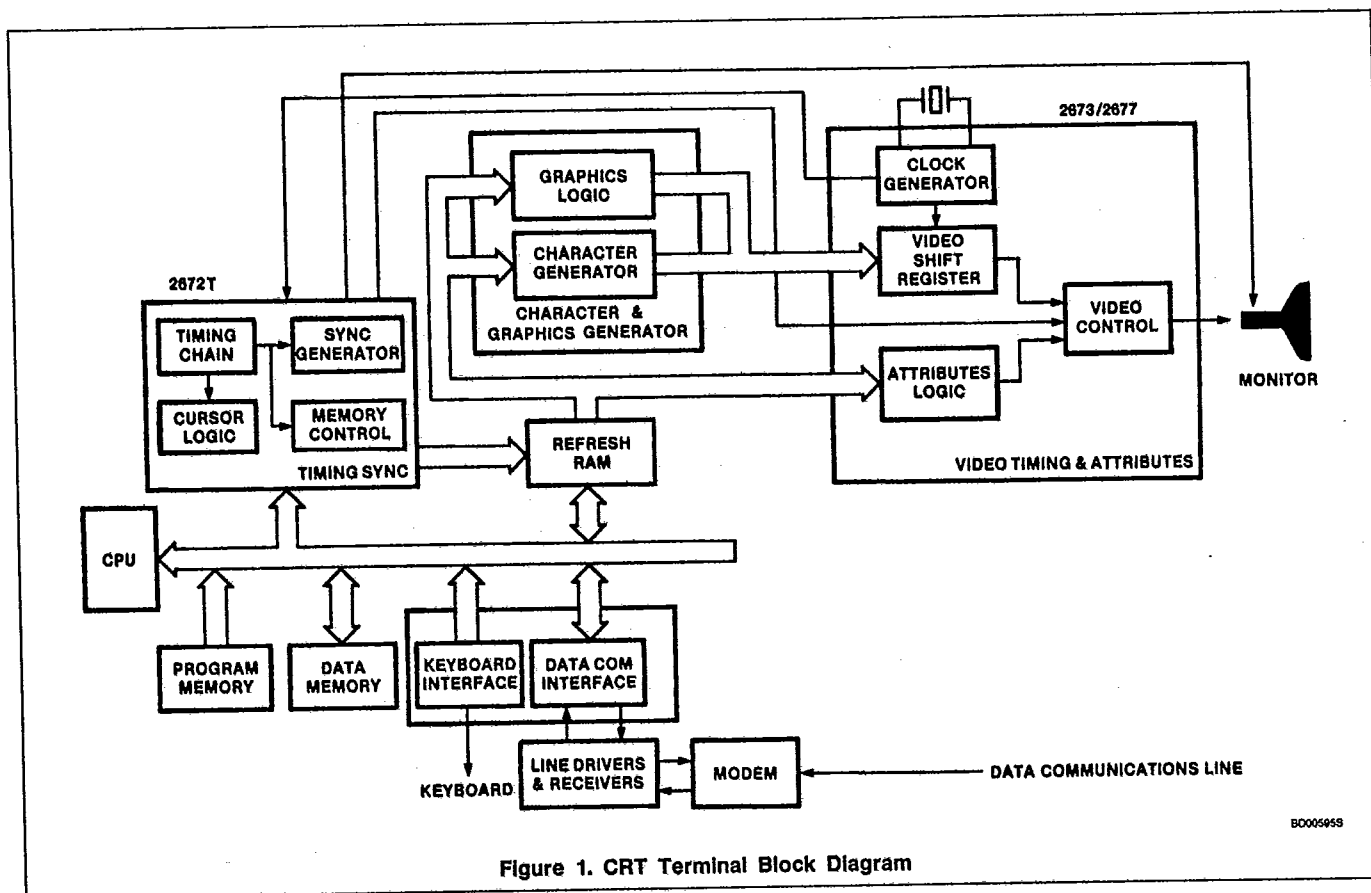 2673/2677
CLOCK
GENERATOR
GRAPHICS
LOGIC
CHARACTER
GENERATOR
CHARACTER &
GRAPHICS GENERATOR
VIDEO
SHIFT
REGISTER
VIDEO
CONTROL
MONITOR
ATTRIBUTES
LOGIC
VIDEO TIMING & ATTRIBUTES
2672T
TIMING
CHAIN
SYNC
GENERATOR
CURSOR
LOGIC
MEMORY
CONTROL
TIMING SYNC
REFRESH
RAM
CPU
PROGRAM
MEMORY
DATA
MEMORY
KEYBOARD
INTERFACE
DATA COM
INTERFACE
KEYBOARD
LINE DRIVERS
& RECEIVERS
MODEM
DATA COMMUNICATIONS LINE
BD00595S
Figure 1. CRT Terminal Block Diagram